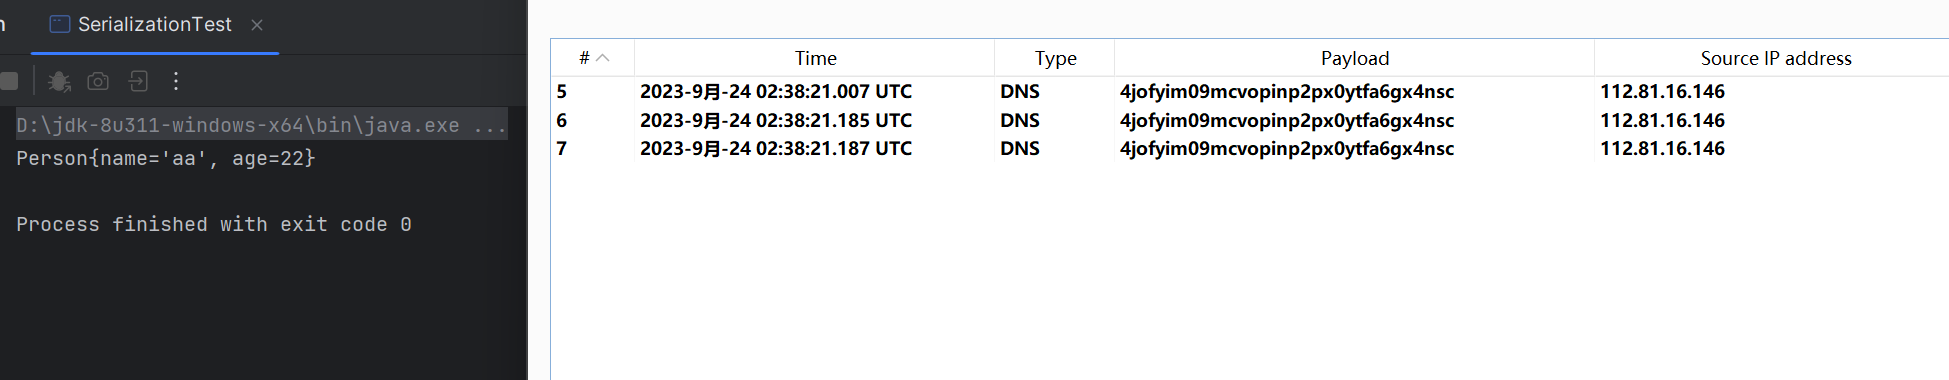 n SerializationTest ×
D:\jdk-8u311-windows-x64\bin\java.exe ...
Person{name='aa', age=22}
Process finished with exit code 0
# Time Type Payload Source IP address
5 2023-9月-24 02:38:21.007 UTC DNS 4jofyim09mcvopinp2px0ytfa6gx4nsc 112.81.16.146
6 2023-9月-24 02:38:21.185 UTC DNS 4jofyim09mcvopinp2px0ytfa6gx4nsc 112.81.16.146
7 2023-9月-24 02:38:21.187 UTC DNS 4jofyim09mcvopinp2px0ytfa6gx4nsc 112.81.16.146